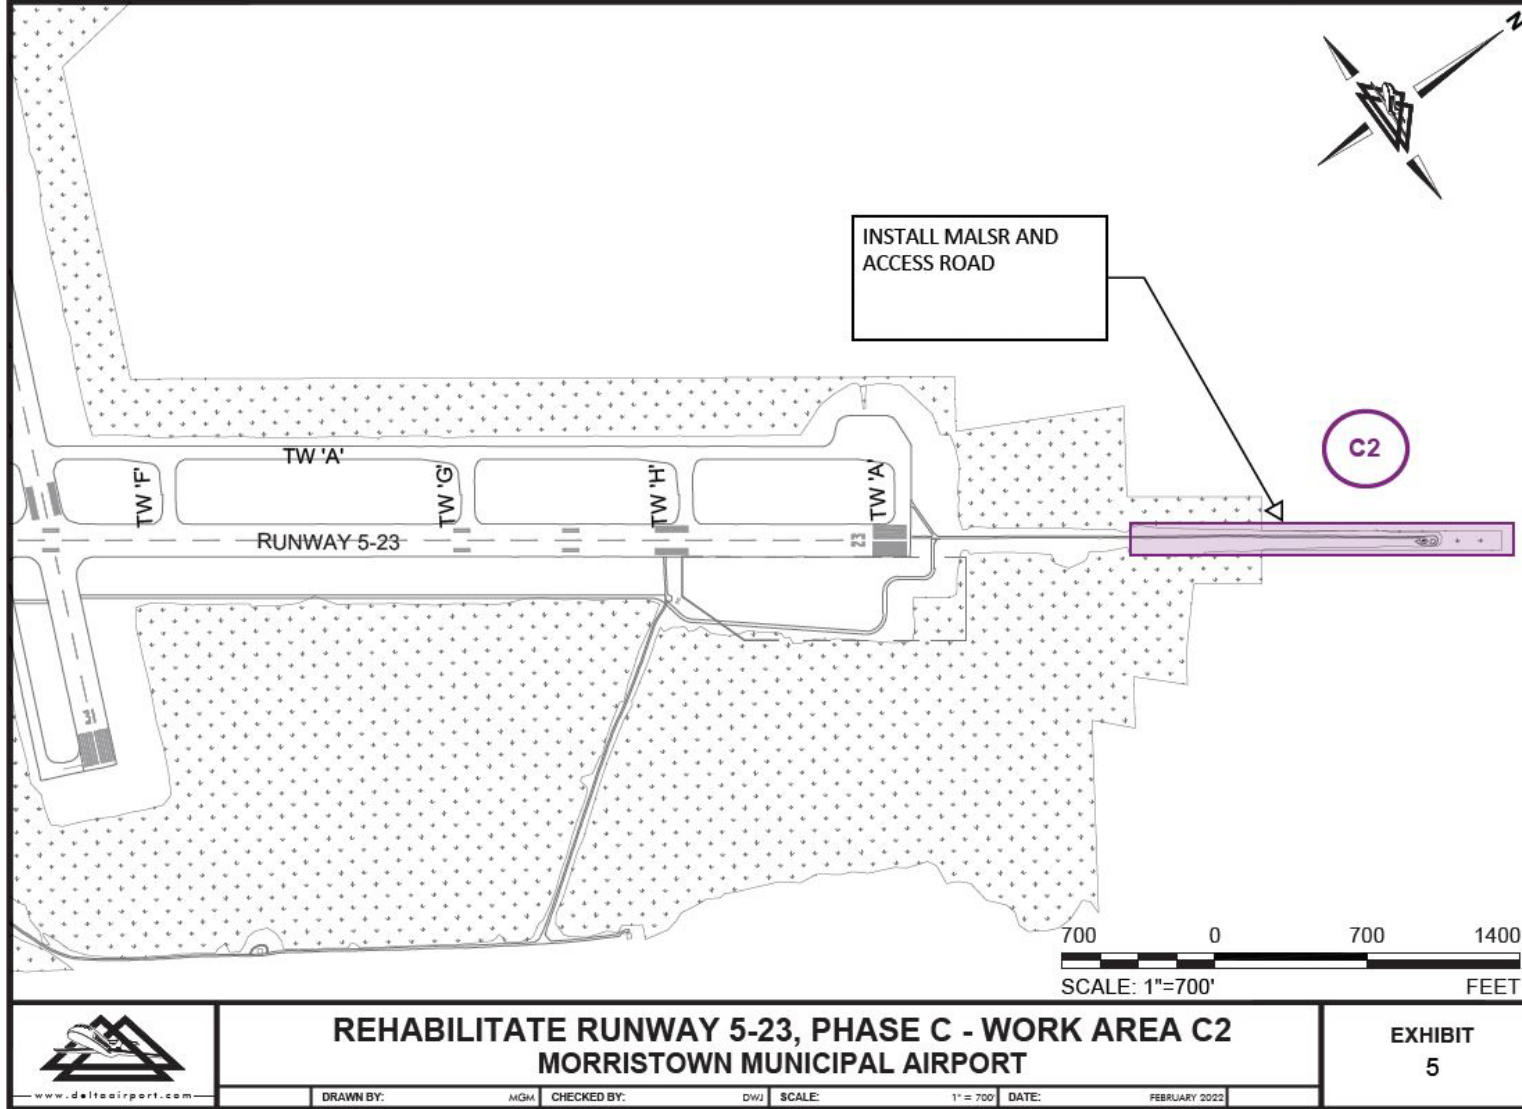 N
INSTALL MALSR AND
ACCESS ROAD
C2
TW 'A'
TW 'F'
TW 'G'
TW 'H'
TW 'A'
RUNWAY 5-23
23
31
700 0 700 1400
SCALE: 1"=700' FEET
REHABILITATE RUNWAY 5-23, PHASE C - WORK AREA C2
MORRISTOWN MUNICIPAL AIRPORT
EXHIBIT
5
www.deltaairport.com
DRAWN BY: MGM CHECKED BY: DWJ SCALE: 1" = 700' DATE: FEBRUARY 2022